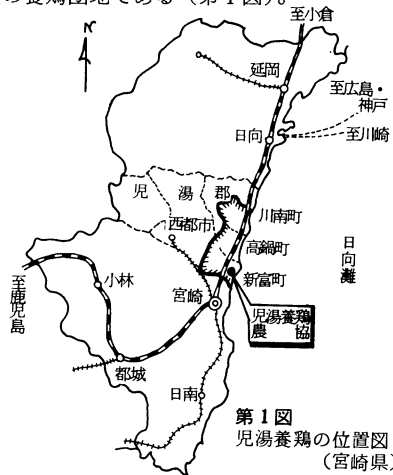 の養鶏団地である(第1図)。
N
至小倉
延岡
至広島・
神戸
日向
至川崎
児湯郡
川南町
西都市
高鍋町
日向灘
新富町
小林
宮崎
至鹿児島
児湯養鶏
農協
都城
日南
第1図
児湯養鶏の位置図
(宮崎県)